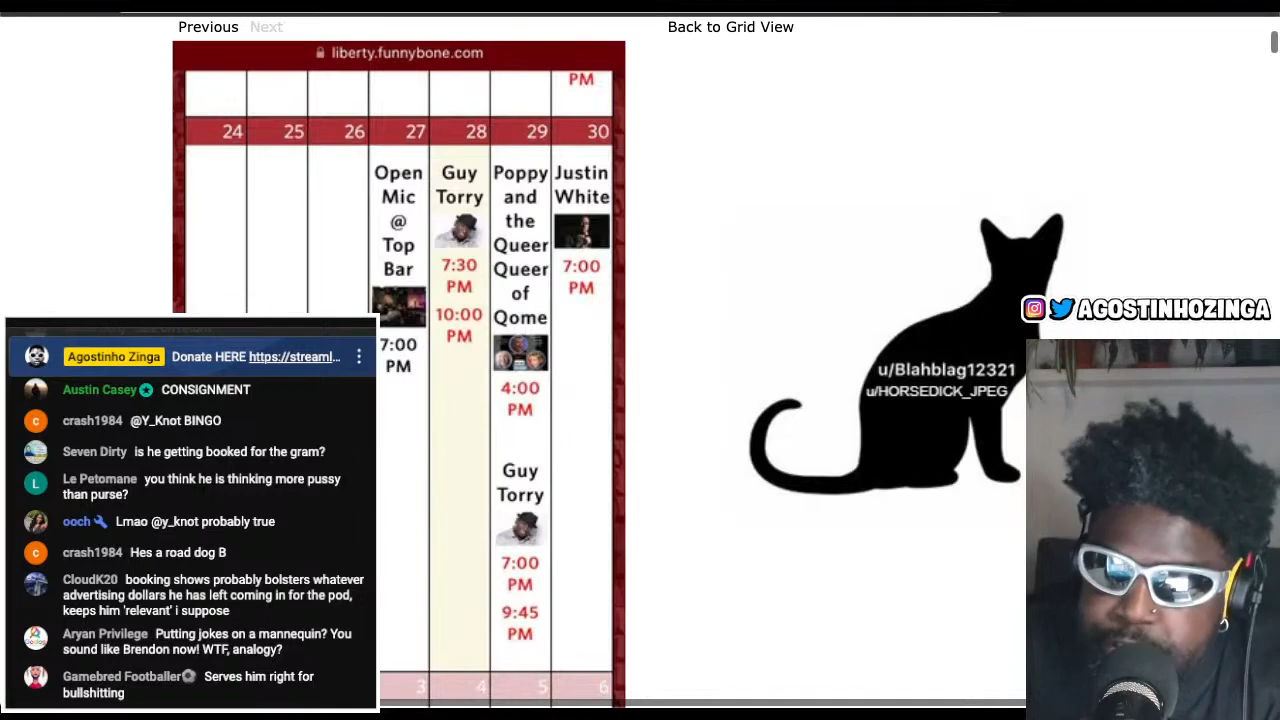 Previous Next
Back to Grid View
liberty.funnybone.com
PM
24 25 26 27 28 29 30
Open
Mic
@
Top
Bar
7:00
PM
Guy
Torry
7:30
PM
10:00
PM
Poppy
and
the
Queer
Queer
of
Qome
4:00
PM
Guy
Torry
7:00
PM
9:45
PM
Justin
White
7:00
PM
3 4 5 6
u/Blahblag12321
u/HORSEDICK_JPEG
AGOSTINHOZINGA
Agostinho Zinga Donate HERE https://streaml...
Austin Casey CONSIGNMENT
crash1984 @Y_Knot BINGO
Seven Dirty is he getting booked for the gram?
Le Petomane you think he is thinking more pussy
than purse?
ooch Lmao @y_knot probably true
crash1984 Hes a road dog B
CloudK20 booking shows probably bolsters whatever
advertising dollars he has left coming in for the pod,
keeps him 'relevant' i suppose
Aryan Privilege Putting jokes on a mannequin? You
sound like Brendon now! WTF, analogy?
Gamebred Footballer Serves him right for
bullshitting